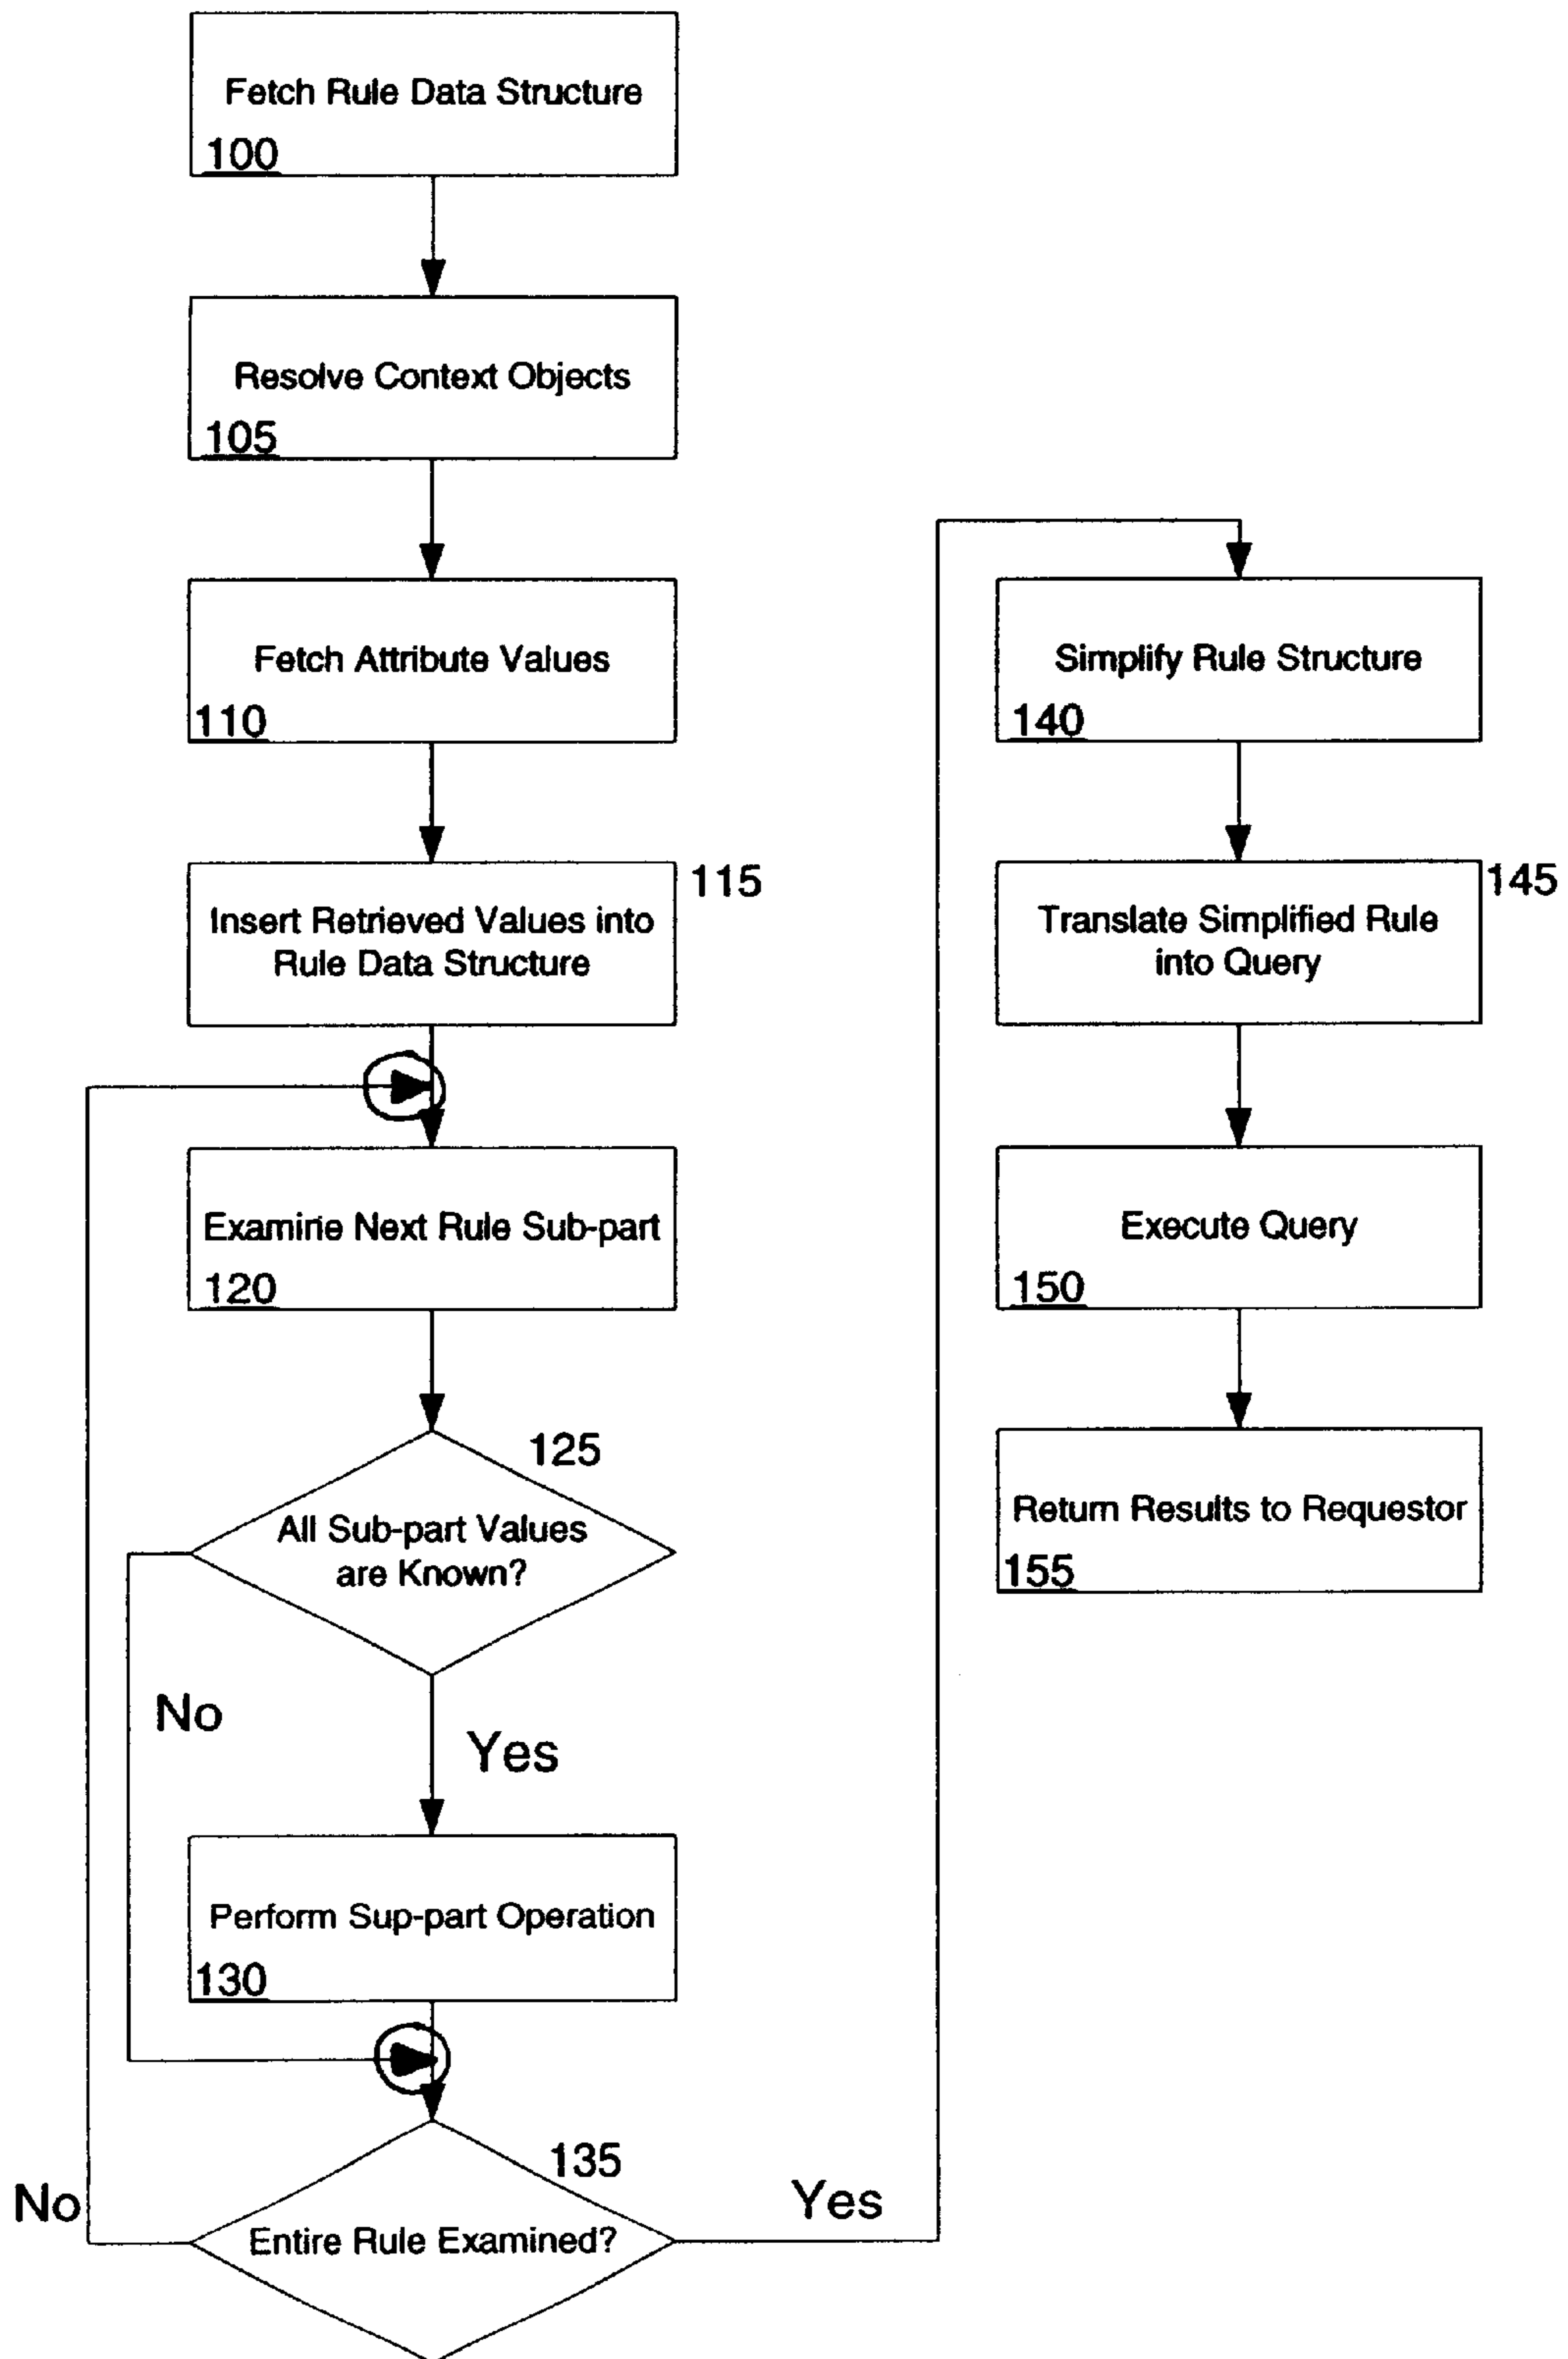 Fetch Rule Data Structure
100
Resolve Context Objects
105
Fetch Attribute Values
110
115
Insert Retrieved Values into
Rule Data Structure
Examine Next Rule Sub-part
120
125
All Sub-part Values
are Known?
No
Yes
Perform Sup-part Operation
130
135
No
Entire Rule Examined?
Yes
Simplify Rule Structure
140
145
Translate Simplified Rule
into Query
Execute Query
150
Return Results to Requestor
155